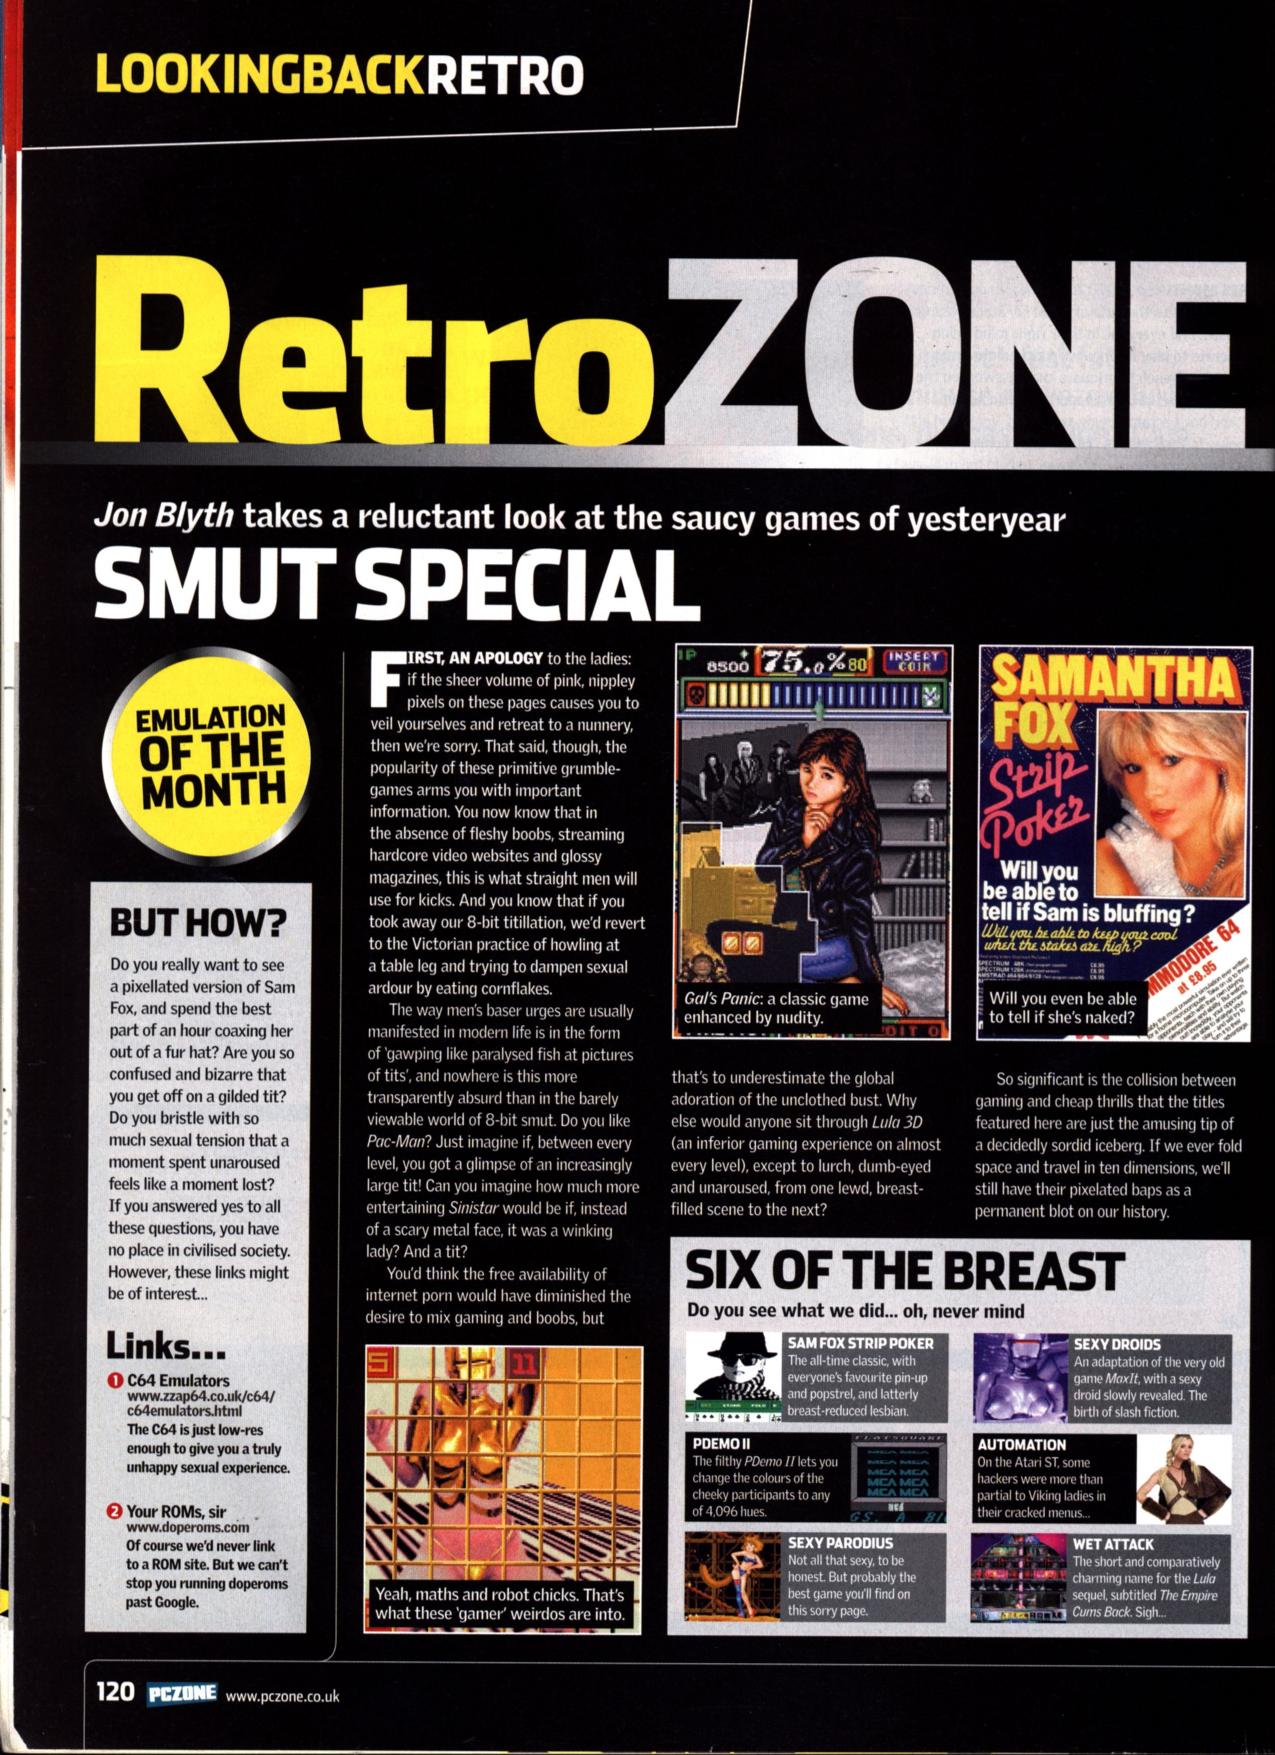 LOOKINGBACKRETRO
RetroZONE
Jon Blyth takes a reluctant look at the saucy games of yesteryear
SMUT SPECIAL
EMULATION
OF THE
MONTH
BUT HOW?
Do you really want to see
a pixellated version of Sam
Fox, and spend the best
part of an hour coaxing her
out of a fur hat? Are you so
confused and bizarre that
you get off on a gilded tit?
Do you bristle with so
much sexual tension that a
moment spent unaroused
feels like a moment lost?
If you answered yes to all
these questions, you have
no place in civilised society.
However, these links might
be of interest...
Links...
1 C64 Emulators
www.zzap64.co.uk/c64/
c64emulators.html
The C64 is just low-res
enough to give you a truly
unhappy sexual experience.
2 Your ROMs, sir
www.doperoms.com
Of course we'd never link
to a ROM site. But we can't
stop you running doperoms
past Google.
FIRST, AN APOLOGY to the ladies:
if the sheer volume of pink, nippley
pixels on these pages causes you to
veil yourselves and retreat to a nunnery,
then we're sorry. That said, though, the
popularity of these primitive grumble-
games arms you with important
information. You now know that in
the absence of fleshy boobs, streaming
hardcore video websites and glossy
magazines, this is what straight men will
use for kicks. And you know that if you
took away our 8-bit titillation, we'd revert
to the Victorian practice of howling at
a table leg and trying to dampen sexual
ardour by eating cornflakes.
The way men's baser urges are usually
manifested in modern life is in the form
of 'gawping like paralysed fish at pictures
of tits', and nowhere is this more
transparently absurd than in the barely
viewable world of 8-bit smut. Do you like
Pac-Man? Just imagine if, between every
level, you got a glimpse of an increasingly
large tit! Can you imagine how much more
entertaining Sinistar would be if, instead
of a scary metal face, it was a winking
lady? And a tit?
You'd think the free availability of
internet porn would have diminished the
desire to mix gaming and boobs, but
5
11
Yeah, maths and robot chicks. That's
what these 'gamer' weirdos are into.
1P
8500
75.0%80
INSERT
COIN
Gal's Panic: a classic game
enhanced by nudity.
that's to underestimate the global
adoration of the unclothed bust. Why
else would anyone sit through Lula 3D
(an inferior gaming experience on almost
every level), except to lurch, dumb-eyed
and unaroused, from one lewd, breast-
filled scene to the next?
SAMANTHA
FOX
Strip
Poker
Will you
be able to
tell if Sam is bluffing?
Will you be able to keep your cool
when the stakes are high?
SPECTRUM 48K
SPECTRUM 128K
£8.95
£8.95
£8.95
MMODORE 64
at £8.95
Will you even be able
to tell if she's naked?
So significant is the collision between
gaming and cheap thrills that the titles
featured here are just the amusing tip of
a decidedly sordid iceberg. If we ever fold
space and travel in ten dimensions, we'll
still have their pixelated baps as a
permanent blot on our history.
SIX OF THE BREAST
Do you see what we did... oh, never mind
SAM FOX STRIP POKER
The all-time classic, with
everyone's favourite pin-up
and popstrel, and latterly
breast-reduced lesbian.
SEXY DROIDS
An adaptation of the very old
game MaxIt, with a sexy
droid slowly revealed. The
birth of slash fiction.
PDEMO II
The filthy PDemo II lets you
change the colours of the
cheeky participants to any
of 4,096 hues.
AUTOMATION
On the Atari ST, some
hackers were more than
partial to Viking ladies in
their cracked menus...
SEXY PARODIUS
Not all that sexy, to be
honest. But probably the
best game you'll find on
this sorry page.
WET ATTACK
The short and comparatively
charming name for the Lula
sequel, subtitled The Empire
Cums Back. Sigh...
120 PCZONE www.pczone.co.uk